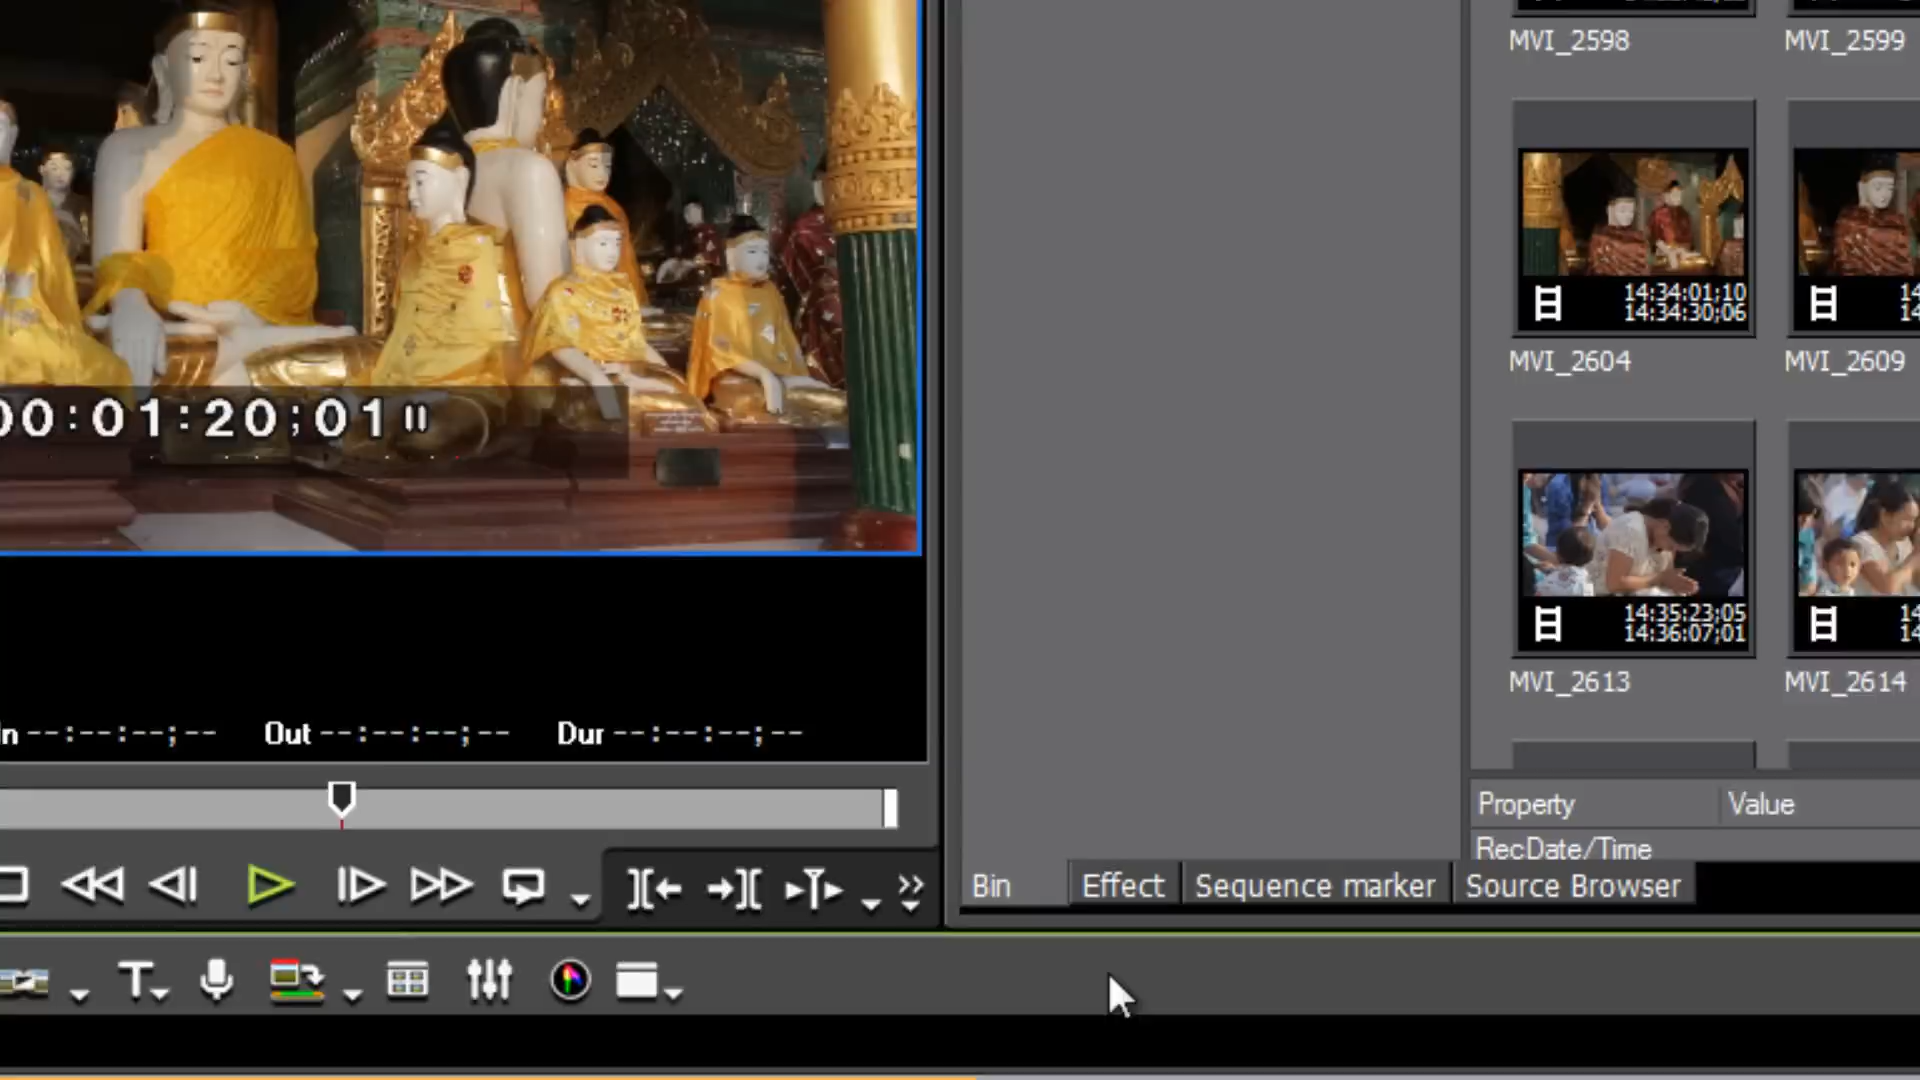 MVI_2598 MVI_2599
14:34:01;10
14:34:30;06
MVI_2604 MVI_2609
00:01:20;01
14:35:23;05
14:36:07;01
MVI_2613 MVI_2614
In --:--:--;-- Out --:--:--;-- Dur --:--:--;--
Property Value
RecDate/Time
Bin Effect Sequence marker Source Browser